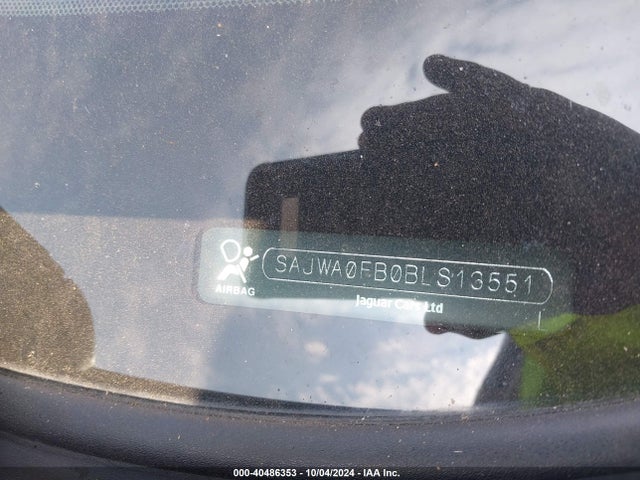 SAJWA0FB0BLS13551
AIRBAG
Jaguar Cars Ltd
000-40486353 - 10/04/2024 - IAA Inc.